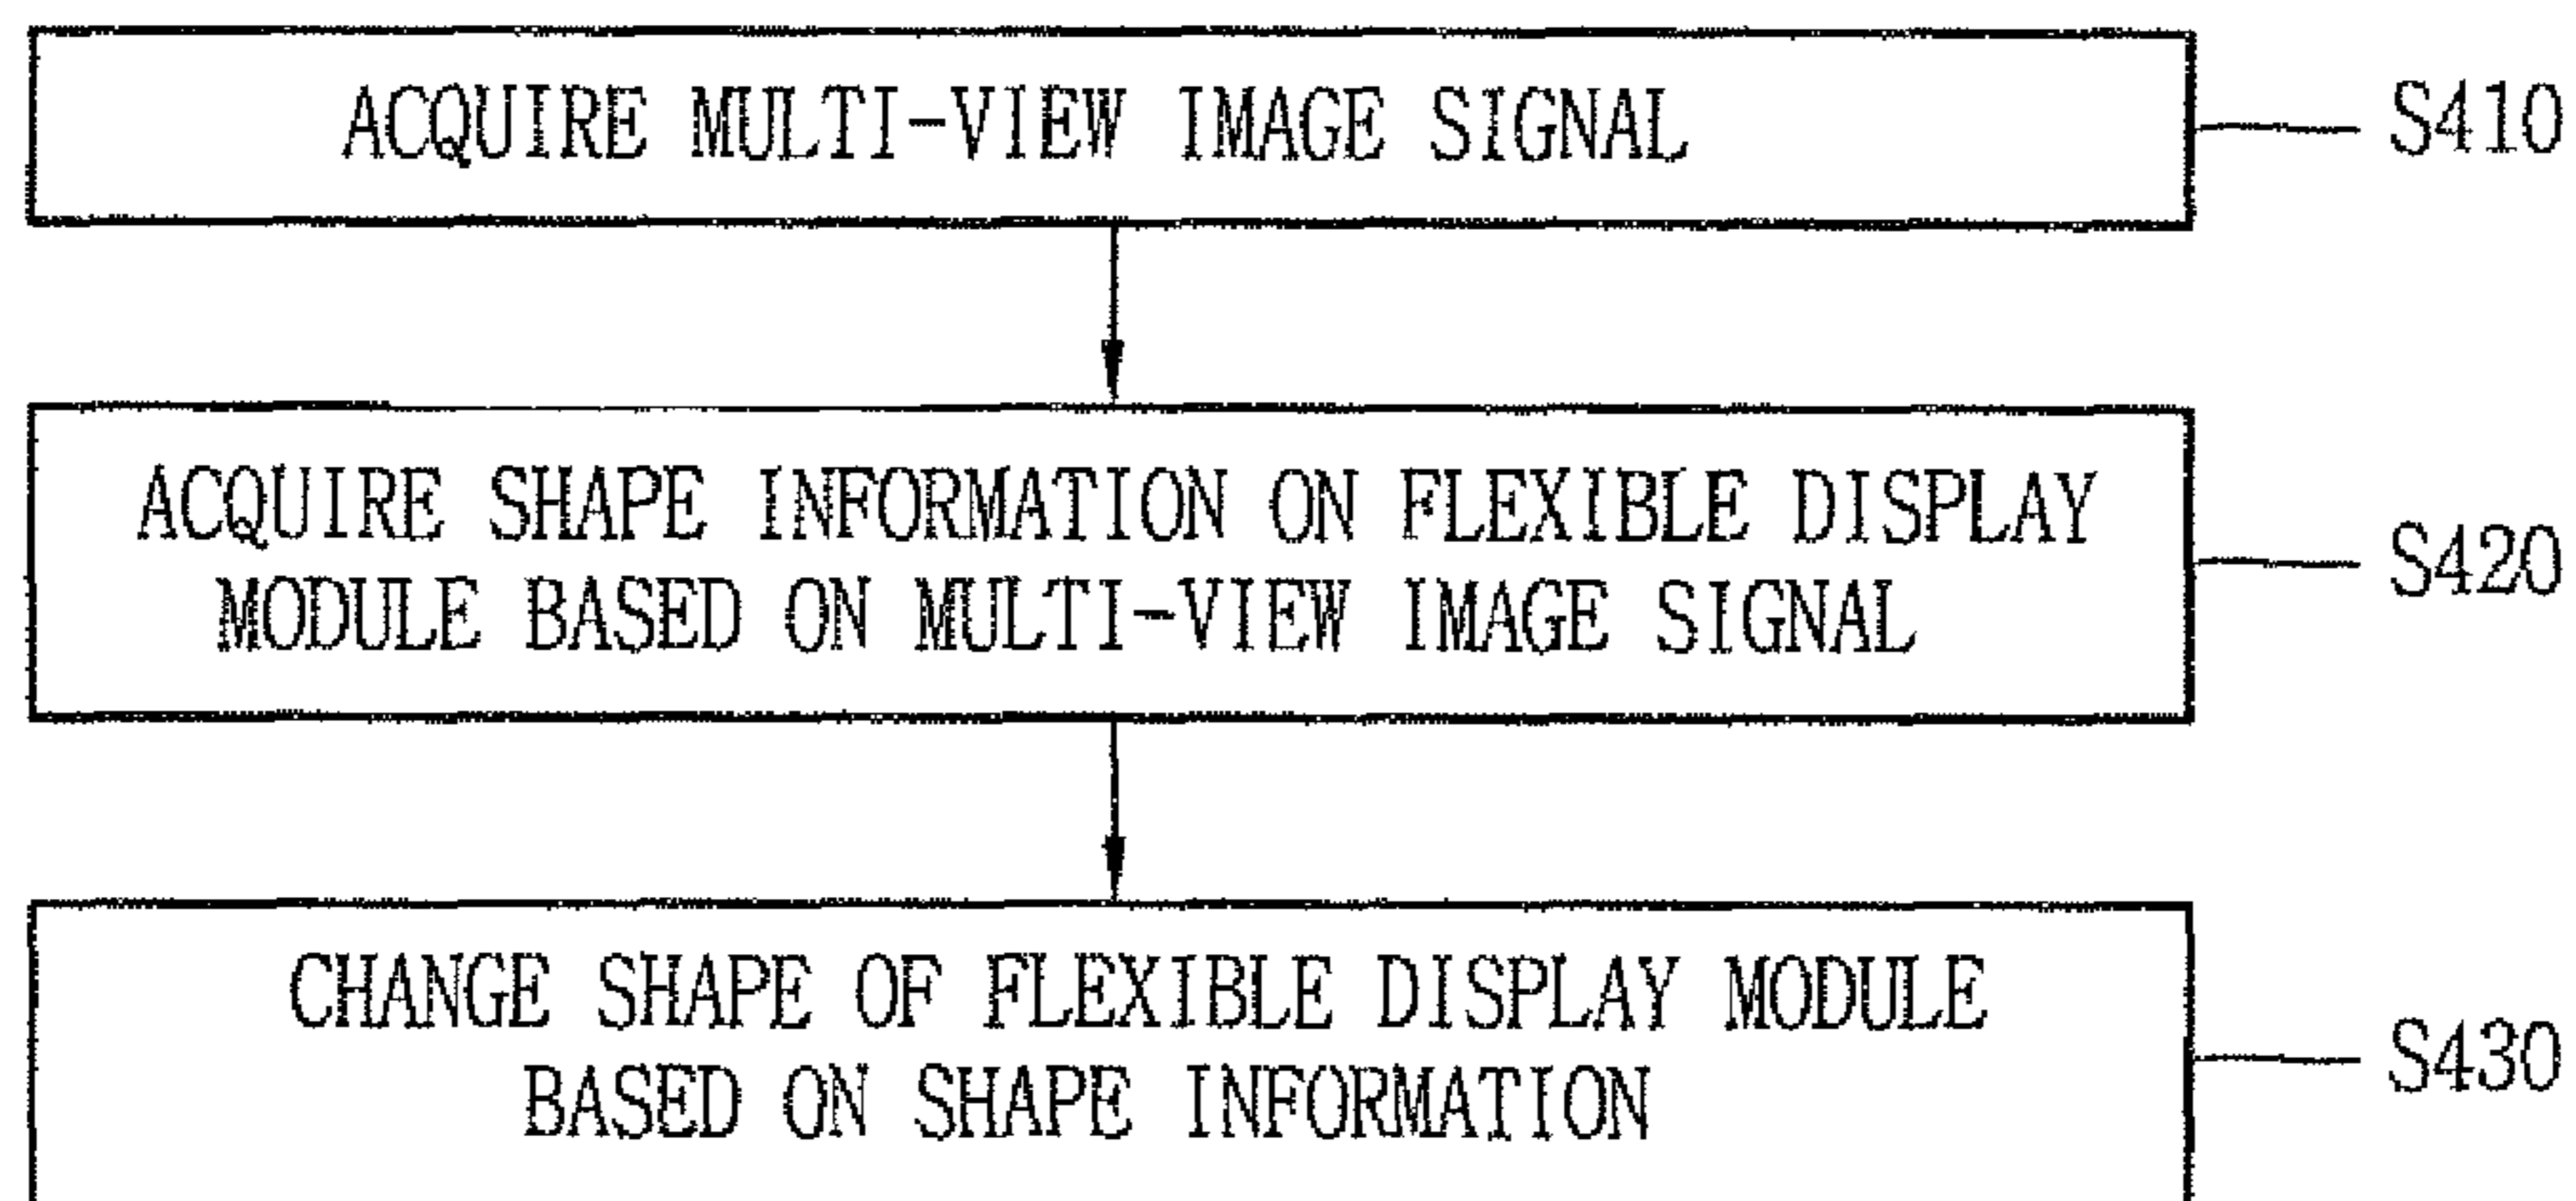 ACQUIRE MULTI-VIEW IMAGE SIGNAL
S410
ACQUIRE SHAPE INFORMATION ON FLEXIBLE DISPLAY
MODULE BASED ON MULTI-VIEW IMAGE SIGNAL
S420
CHANGE SHAPE OF FLEXIBLE DISPLAY MODULE
BASED ON SHAPE INFORMATION
S430